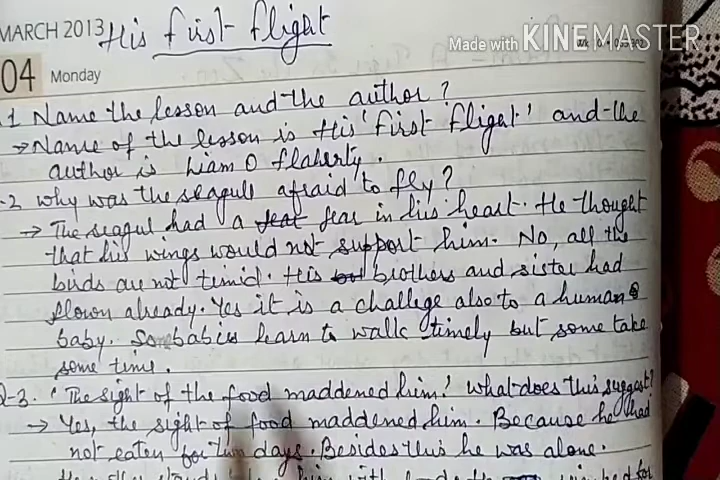 MARCH 2013 His first flight
Made with KINEMASTER
04 Monday
.1 Name the lesson and the author?
→ Name of the lesson is His 'First flight' and the
author is Liam O flaherty.
-2 why was the seagull afraid to fly?
→ The seagul had a feat fear in his heart. He thought
that his wings would not support him. No, all the
birds are not timid. His brothers and sister had
flown already. Yes it is a challege also to a human
baby. Some babies learn to walk timely but some take
some time.
Q-3. 'The sight of the food maddened him'. What does this suggest?
→ Yes, the sight of food maddened him. Because he had
not eaten for two days. Besides this he was alone.